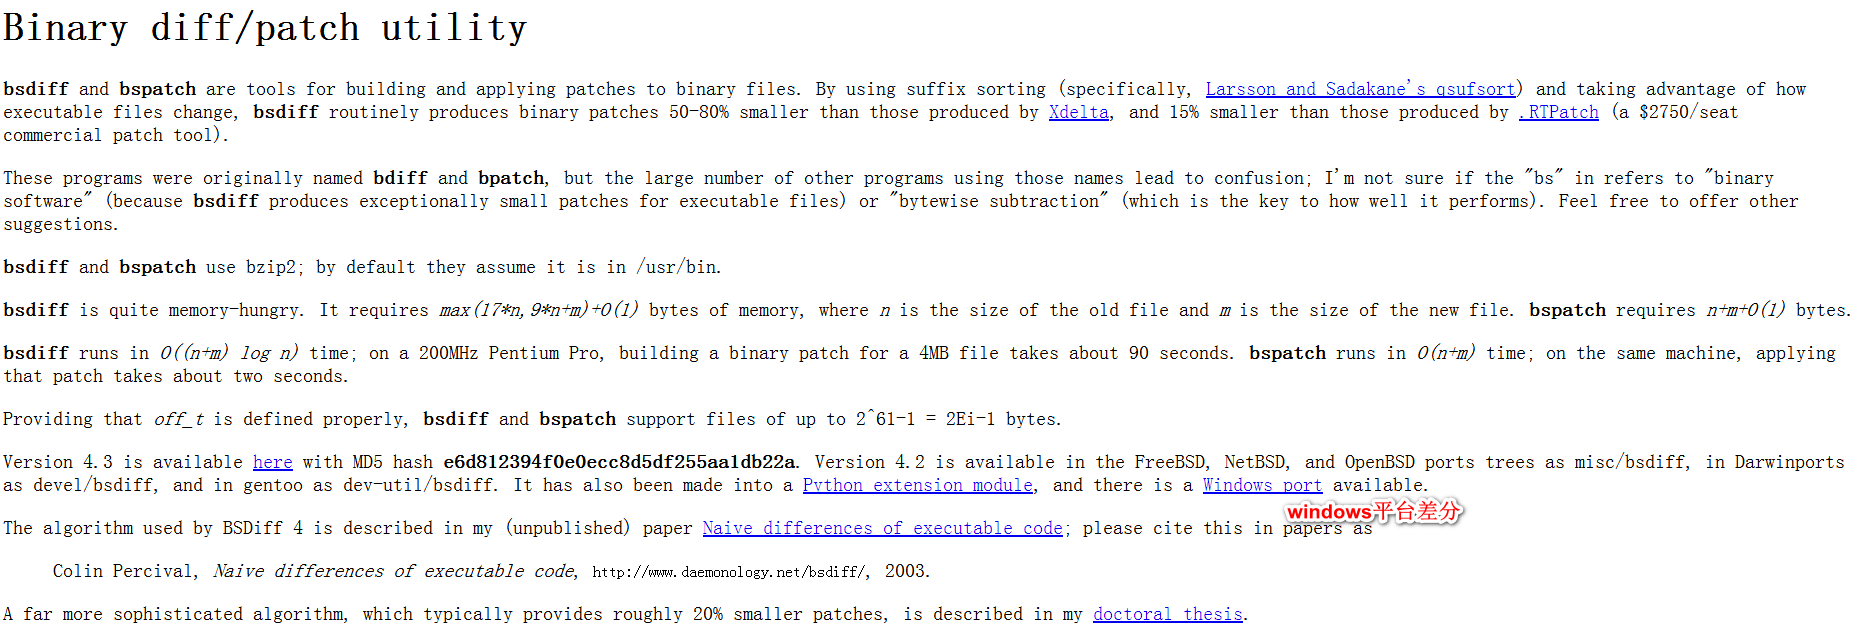 Binary diff/patch utility
bsdiff and bspatch are tools for building and applying patches to binary files. By using suffix sorting (specifically, Larsson and Sadakane's qsufsort) and taking advantage of how
executable files change, bsdiff routinely produces binary patches 50-80% smaller than those produced by Xdelta, and 15% smaller than those produced by .RTPatch (a $2750/seat
commercial patch tool).
These programs were originally named bdiff and bpatch, but the large number of other programs using those names lead to confusion; I'm not sure if the "bs" in refers to "binary
software" (because bsdiff produces exceptionally small patches for executable files) or "bytewise subtraction" (which is the key to how well it performs). Feel free to offer other
suggestions.
bsdiff and bspatch use bzip2; by default they assume it is in /usr/bin.
bsdiff is quite memory-hungry. It requires max(17*n,9*n+m)+O(1) bytes of memory, where n is the size of the old file and m is the size of the new file. bspatch requires n+m+O(1) bytes.
bsdiff runs in O((n+m) log n) time; on a 200MHz Pentium Pro, building a binary patch for a 4MB file takes about 90 seconds. bspatch runs in O(n+m) time; on the same machine, applying
that patch takes about two seconds.
Providing that off_t is defined properly, bsdiff and bspatch support files of up to 2^61-1 = 2Ei-1 bytes.
Version 4.3 is available here with MD5 hash e6d812394f0e0ecc8d5df255aa1db22a. Version 4.2 is available in the FreeBSD, NetBSD, and OpenBSD ports trees as misc/bsdiff, in Darwinports
as devel/bsdiff, and in gentoo as dev-util/bsdiff. It has also been made into a Python extension module, and there is a Windows port available.
windows平台差分
The algorithm used by BSDiff 4 is described in my (unpublished) paper Naive differences of executable code; please cite this in papers as
Colin Percival, Naive differences of executable code, http://www.daemonology.net/bsdiff/, 2003.
A far more sophisticated algorithm, which typically provides roughly 20% smaller patches, is described in my doctoral thesis.